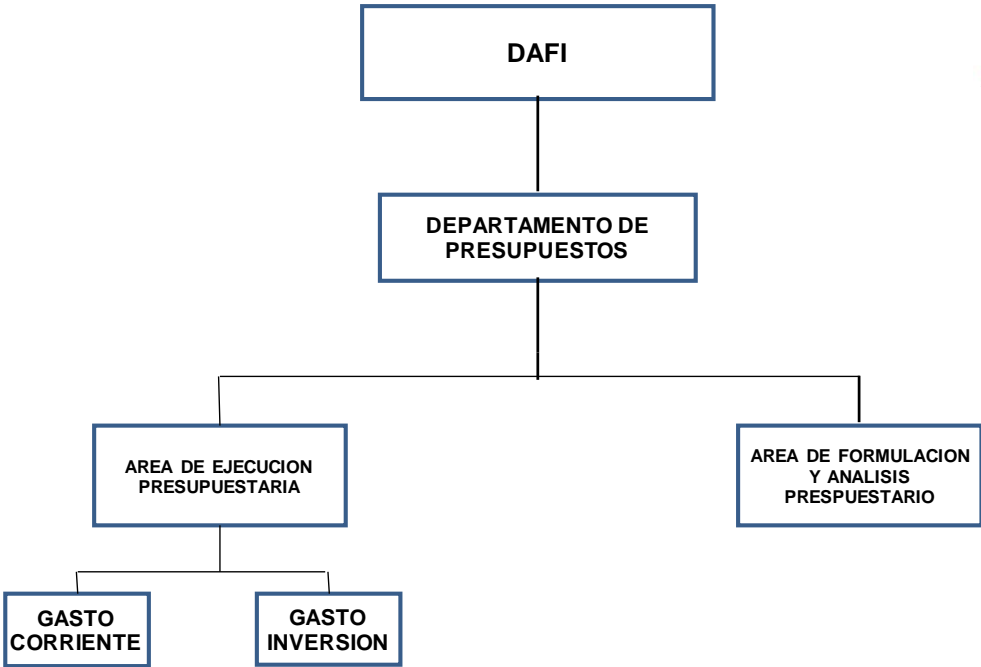 DAFI
DEPARTAMENTO DE
PRESUPUESTOS
AREA DE EJECUCION
PRESUPUESTARIA
AREA DE FORMULACION
Y ANALISIS
PRESPUESTARIO
GASTO
CORRIENTE
GASTO
INVERSION